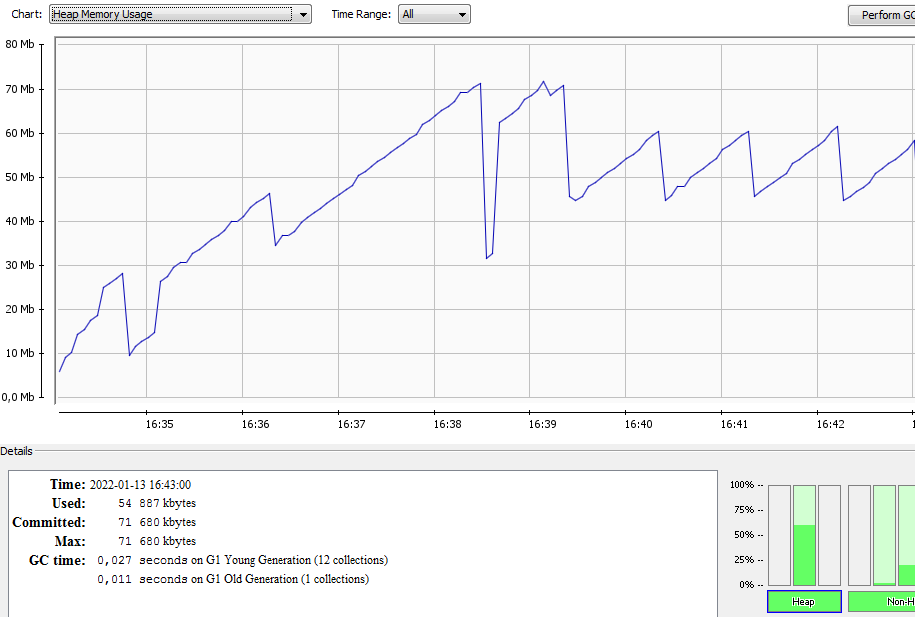 Chart: Heap Memory Usage Time Range: All Perform GC
80 Mb
70 Mb
60 Mb
50 Mb
40 Mb
30 Mb
20 Mb
10 Mb
0,0 Mb
16:35 16:36 16:37 16:38 16:39 16:40 16:41 16:42
Details
Time: 2022-01-13 16:43:00
Used: 54 887 kbytes
Committed: 71 680 kbytes
Max: 71 680 kbytes
GC time: 0,027 seconds on G1 Young Generation (12 collections)
0,011 seconds on G1 Old Generation (1 collections)
100% --
75% --
50% --
25% --
0% --
Heap Non-H